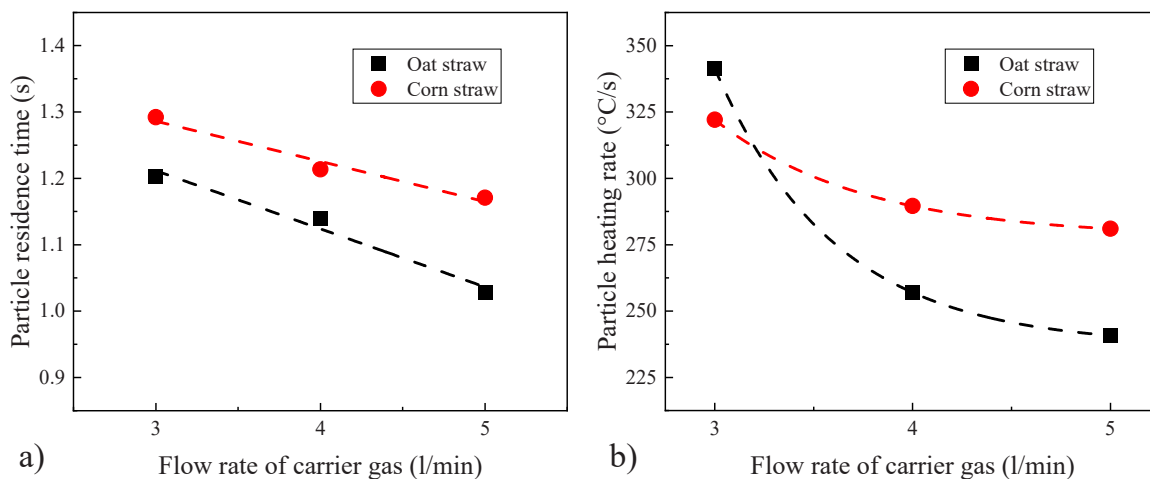 Particle residence time (s)
1.4
1.3
1.2
1.1
1.0
0.9
Oat straw
Corn straw
3 4 5
Flow rate of carrier gas (l/min)
a)
Particle heating rate (°C/s)
350
325
300
275
250
225
Oat straw
Corn straw
3 4 5
Flow rate of carrier gas (l/min)
b)